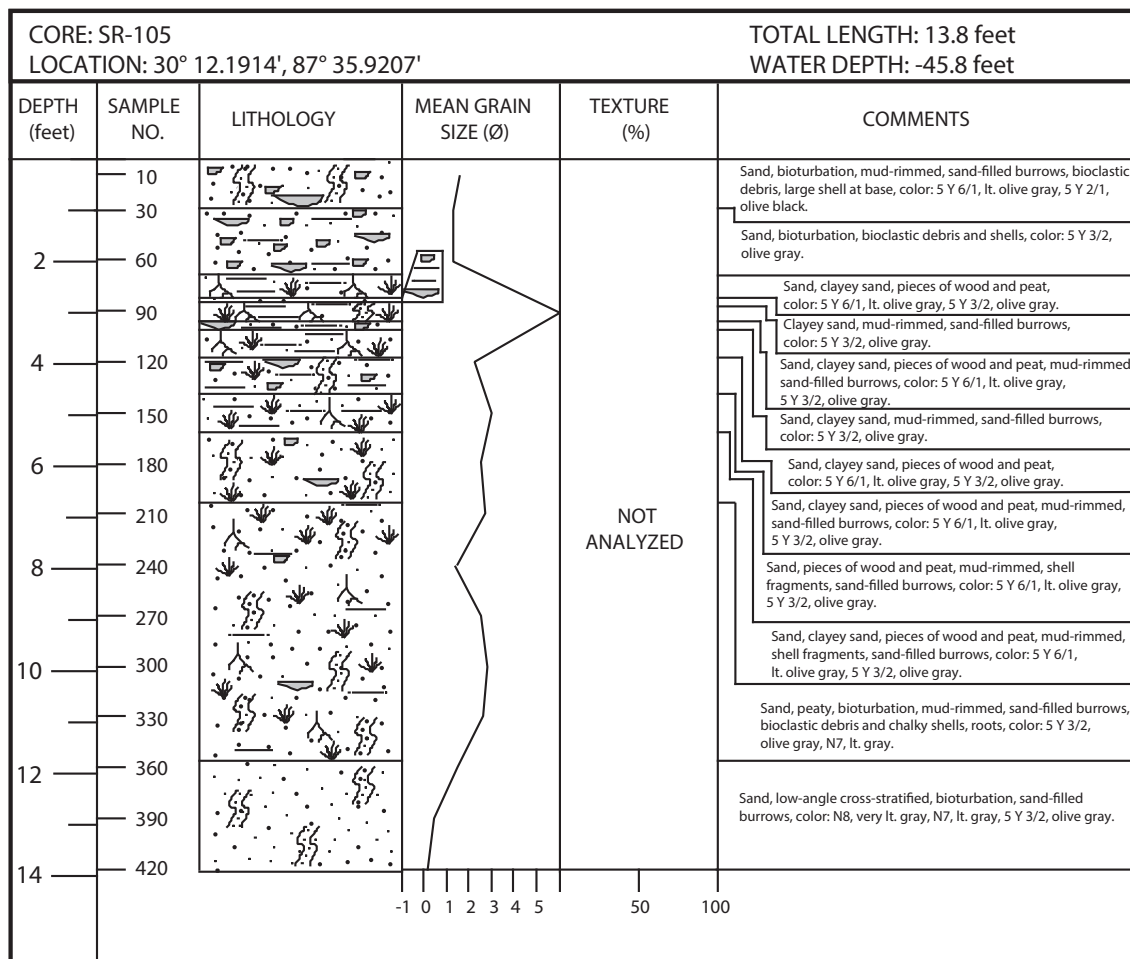 CORE: SR-105
LOCATION: 30° 12.1914', 87° 35.9207'
TOTAL LENGTH: 13.8 feet
WATER DEPTH: -45.8 feet
DEPTH
(feet)
SAMPLE
NO.
LITHOLOGY
MEAN GRAIN
SIZE (Ø)
TEXTURE
(%)
COMMENTS
2
4
6
8
10
12
14
10
30
60
90
120
150
180
210
240
270
300
330
360
390
420
-1 0 1 2 3 4 5
NOT
ANALYZED
50 100
Sand, bioturbation, mud-rimmed, sand-filled burrows, bioclastic
debris, large shell at base, color: 5 Y 6/1, lt. olive gray, 5 Y 2/1,
olive black.
Sand, bioturbation, bioclastic debris and shells, color: 5 Y 3/2,
olive gray.
Sand, clayey sand, pieces of wood and peat,
color: 5 Y 6/1, lt. olive gray, 5 Y 3/2, olive gray.
Clayey sand, mud-rimmed, sand-filled burrows,
color: 5 Y 3/2, olive gray.
Sand, clayey sand, pieces of wood and peat, mud-rimmed
sand-filled burrows, color: 5 Y 6/1, lt. olive gray,
5 Y 3/2, olive gray.
Sand, clayey sand, mud-rimmed, sand-filled burrows,
color: 5 Y 3/2, olive gray.
Sand, clayey sand, pieces of wood and peat,
color: 5 Y 6/1, lt. olive gray, 5 Y 3/2, olive gray.
Sand, clayey sand, pieces of wood and peat, mud-rimmed,
sand-filled burrows, color: 5 Y 6/1, lt. olive gray,
5 Y 3/2, olive gray.
Sand, pieces of wood and peat, mud-rimmed, shell
fragments, sand-filled burrows, color: 5 Y 6/1, lt. olive gray,
5 Y 3/2, olive gray.
Sand, clayey sand, pieces of wood and peat, mud-rimmed,
shell fragments, sand-filled burrows, color: 5 Y 6/1,
lt. olive gray, 5 Y 3/2, olive gray.
Sand, peaty, bioturbation, mud-rimmed, sand-filled burrows,
bioclastic debris and chalky shells, roots, color: 5 Y 3/2,
olive gray, N7, lt. gray.
Sand, low-angle cross-stratified, bioturbation, sand-filled
burrows, color: N8, very lt. gray, N7, lt. gray, 5 Y 3/2, olive gray.